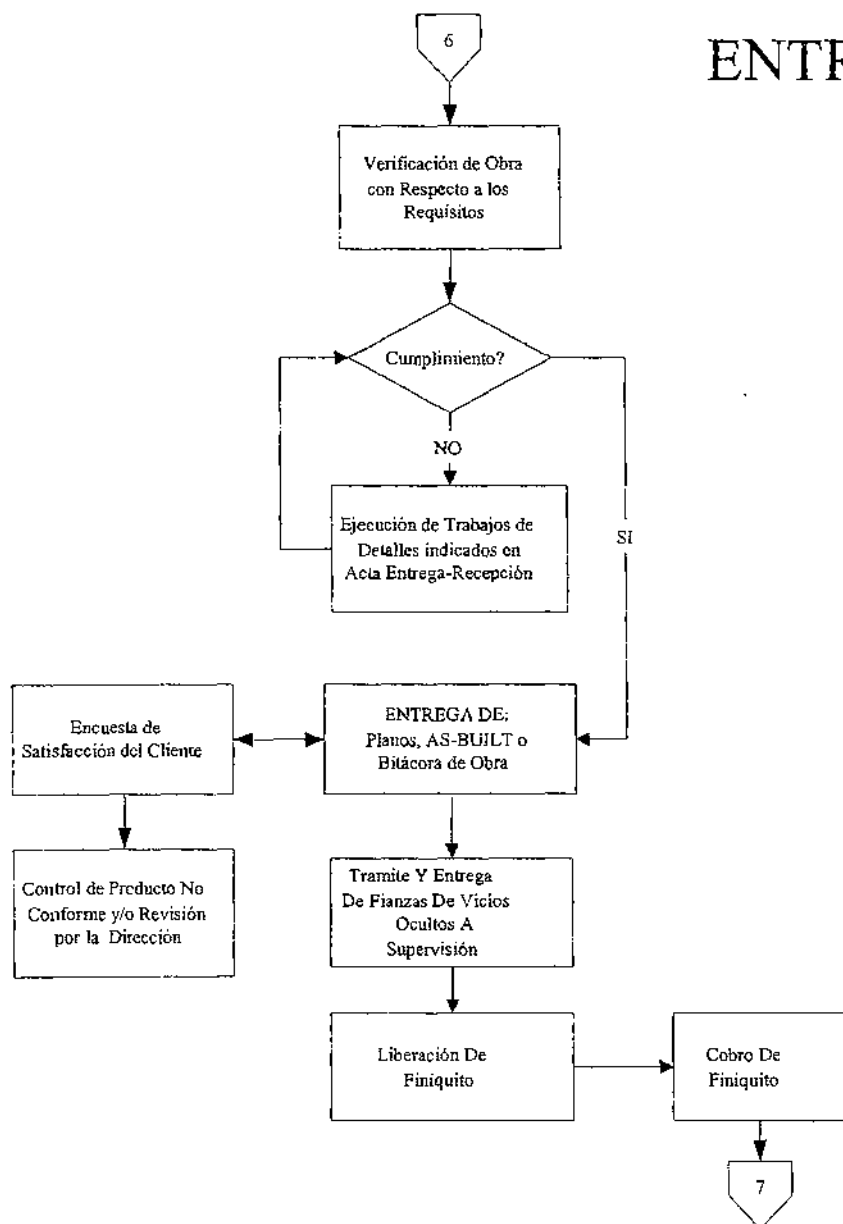 6
ENTR
Verificación de Obra
con Respecto a los
Requísitos
Cumplimiento?
NO
Ejecución de Trabajos de
Detalles indicados en
Acta Entrega-Recepción
SI
Encuesta de
Satisfacción del Cliente
ENTREGA DE:
Planos, AS-BUILT o
Bitácora de Obra
Control de Producto No
Conforme y/o Revisión
por la Dirección
Tramite Y Entrega
De Fianzas De Vicios
Ocultos A
Supervisión
Liberación De
Finiquito
Cobro De
Finiquito
7